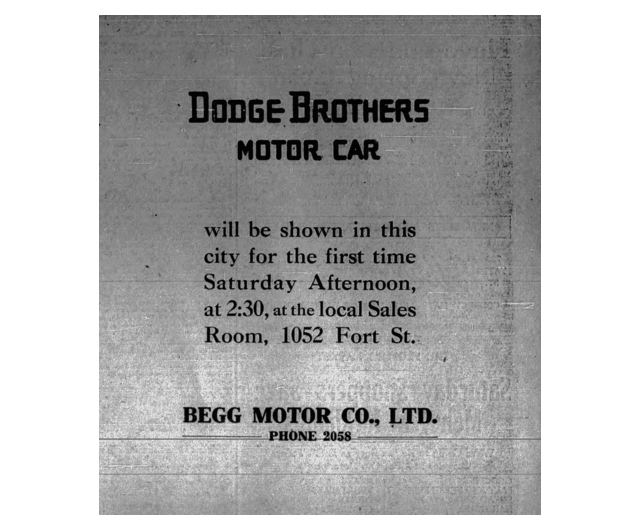 DODGE BROTHERS
MOTOR CAR
will be shown in this
city for the first time
Saturday Afternoon,
at 2:30, at the local Sales
Room, 1052 Fort St.
BEGG MOTOR CO., LTD.
PHONE 2058